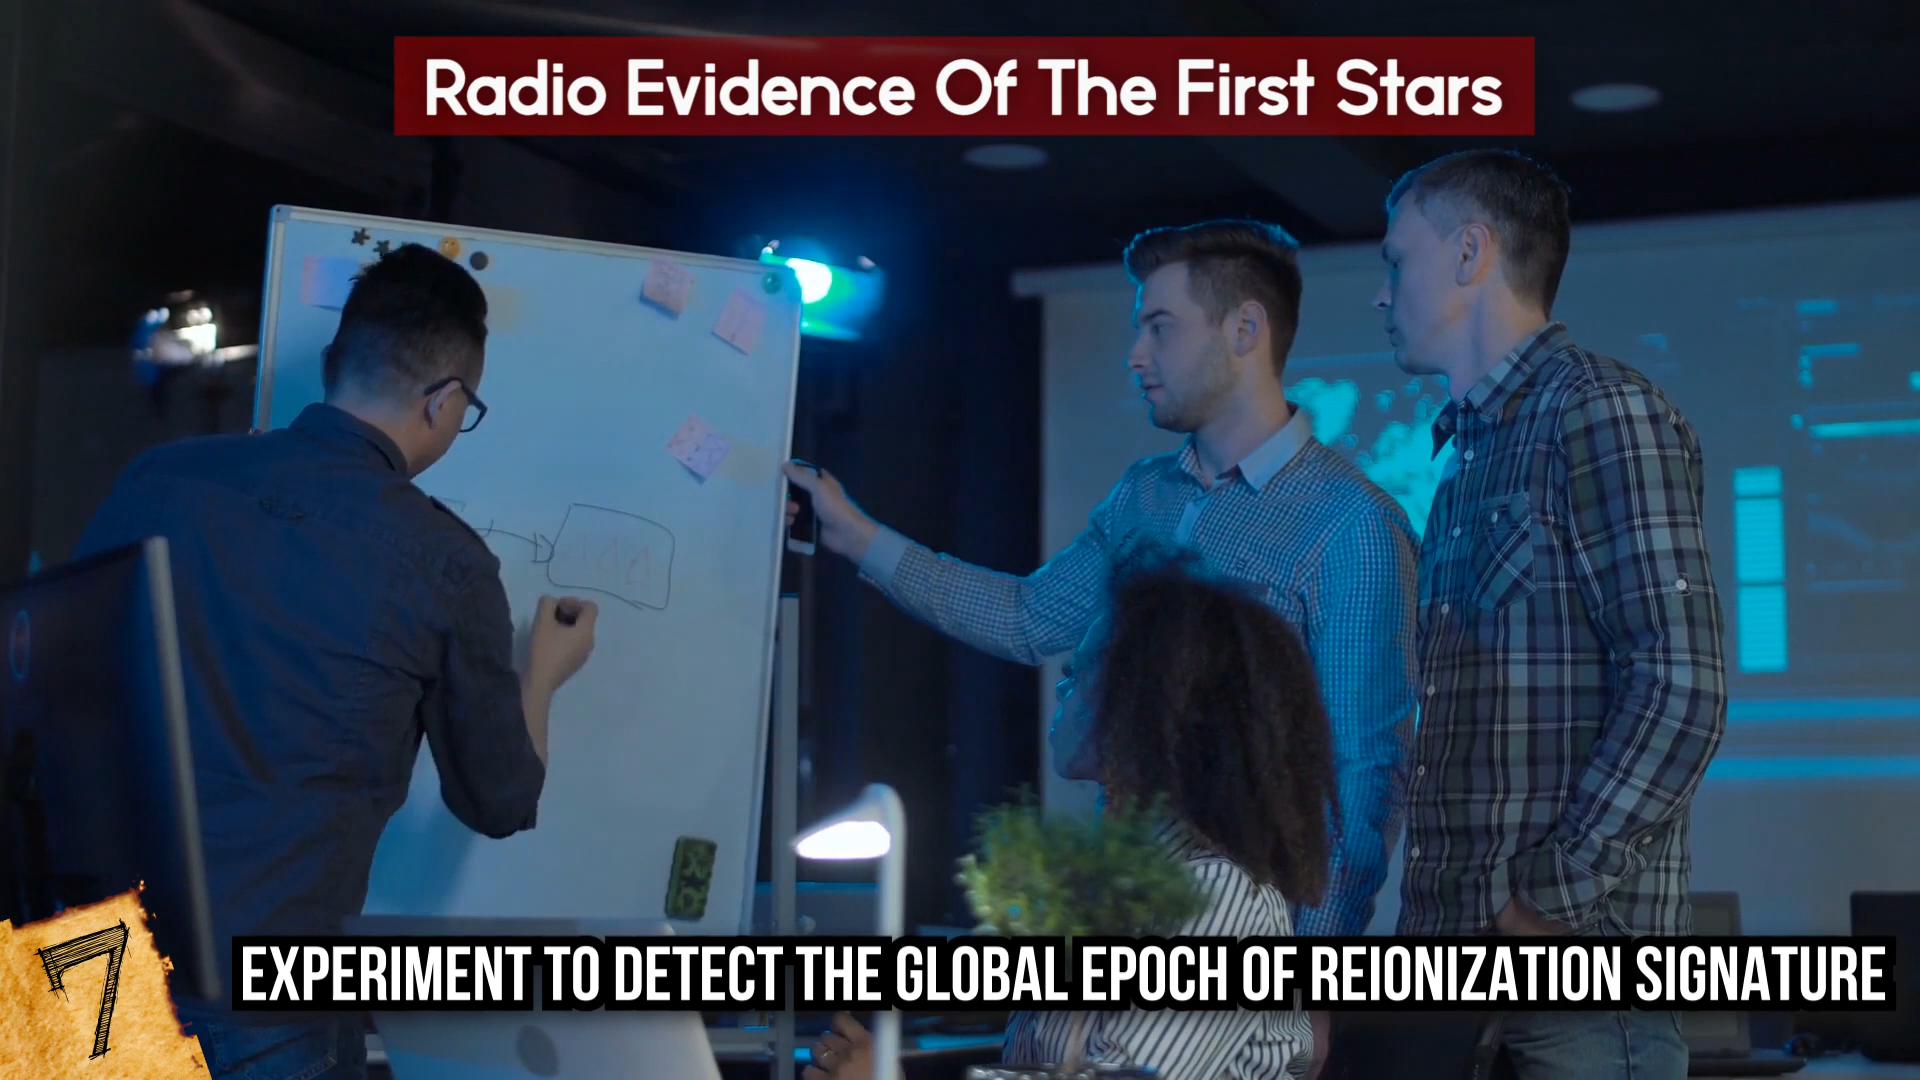 Radio Evidence Of The First Stars
7
EXPERIMENT TO DETECT THE GLOBAL EPOCH OF REIONIZATION SIGNATURE